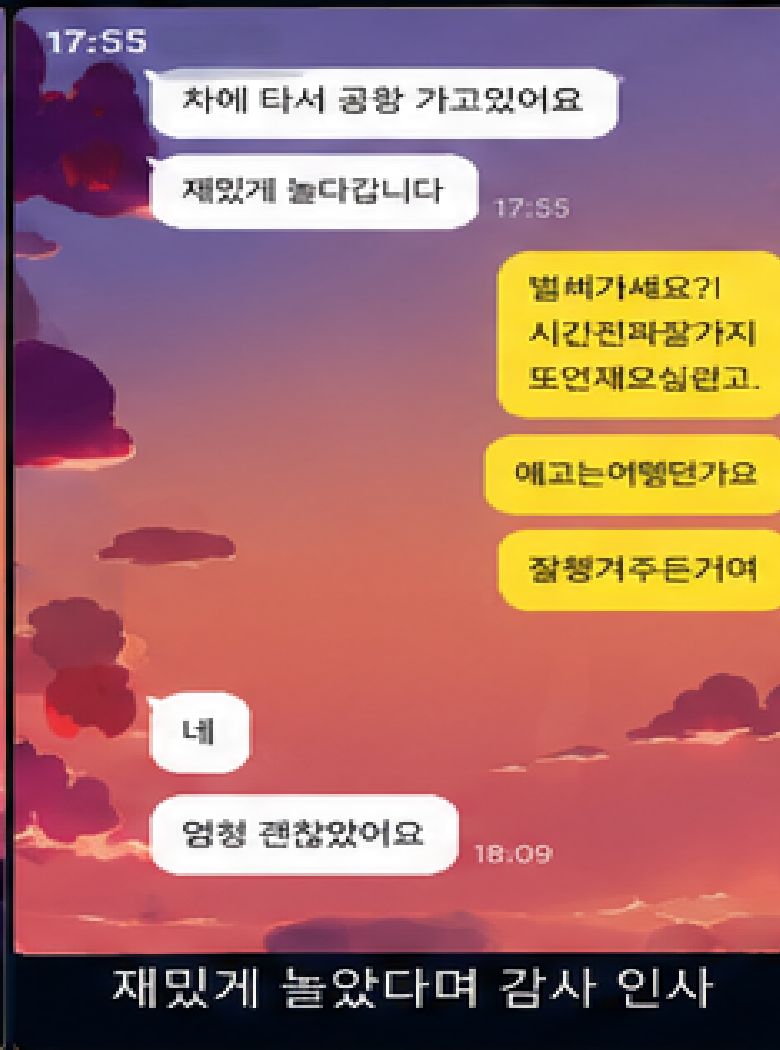 17:55
차에 타서 공항 가고있어요
재밌게 놀다갑니다
17:55
벌써가세요?!
시간진짜잘가지
또언재오실련고.
애고는어뗗던가요
잘챙겨주든거여
네
엄청 괜찮았어요
18:09
재밌게 놀았다며 감사 인사